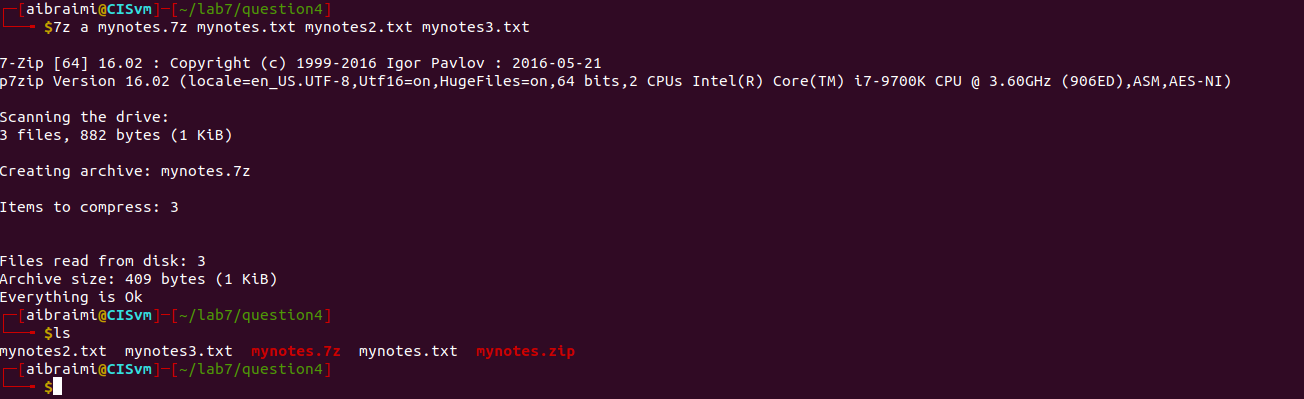 ┌─[aibraimi@CISvm]─[~/lab7/question4]
└──╼ $7z a mynotes.7z mynotes.txt mynotes2.txt mynotes3.txt
7-Zip [64] 16.02 : Copyright (c) 1999-2016 Igor Pavlov : 2016-05-21
p7zip Version 16.02 (locale=en_US.UTF-8,Utf16=on,HugeFiles=on,64 bits,2 CPUs Intel(R) Core(TM) i7-9700K CPU @ 3.60GHz (906ED),ASM,AES-NI)
Scanning the drive:
3 files, 882 bytes (1 KiB)
Creating archive: mynotes.7z
Items to compress: 3
Files read from disk: 3
Archive size: 409 bytes (1 KiB)
Everything is Ok
┌─[aibraimi@CISvm]─[~/lab7/question4]
└──╼ $ls
mynotes2.txt  mynotes3.txt  mynotes.7z  mynotes.txt  mynotes.zip
┌─[aibraimi@CISvm]─[~/lab7/question4]
└──╼ $